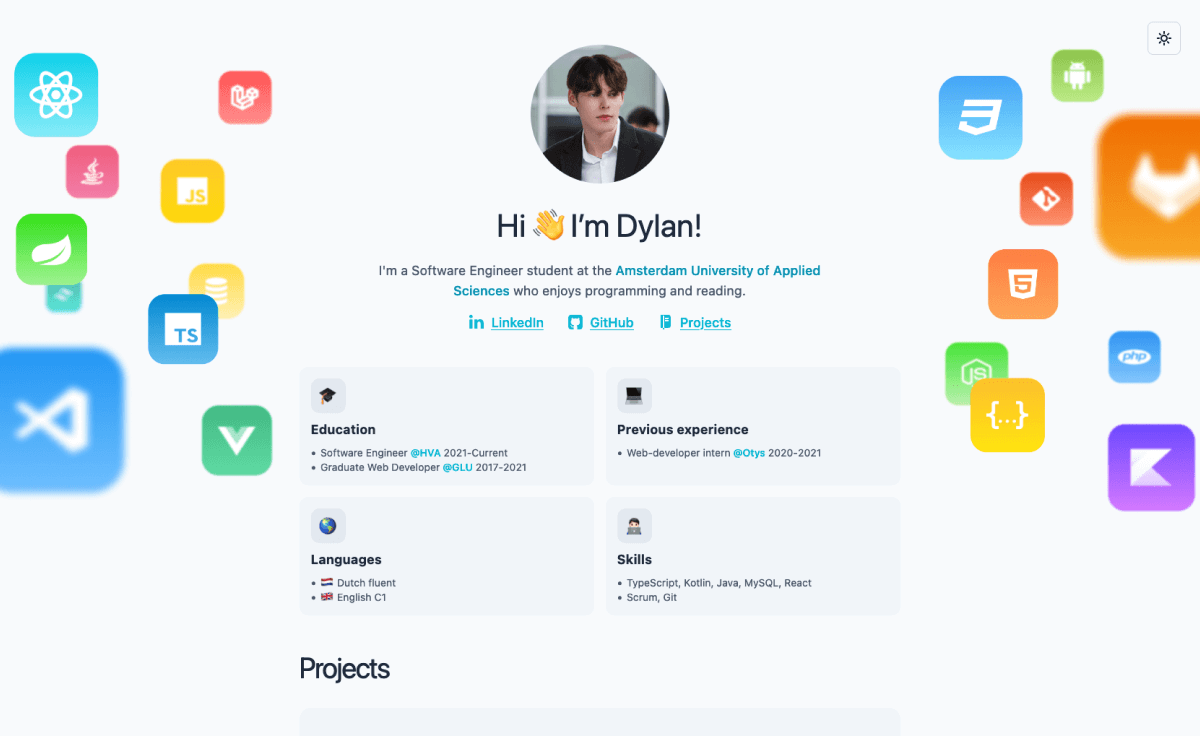 Hi 👋 I'm Dylan!
I'm a Software Engineer student at the Amsterdam University of Applied
Sciences who enjoys programming and reading.
LinkedIn GitHub Projects
Education
• Software Engineer @HVA 2021-Current
• Graduate Web Developer @GLU 2017-2021
Previous experience
• Web-developer intern @Otys 2020-2021
Languages
• 🇳🇱 Dutch fluent
• 🇬🇧 English C1
Skills
• TypeScript, Kotlin, Java, MySQL, React
• Scrum, Git
Projects
JS
TS
5
JS
php
{...}